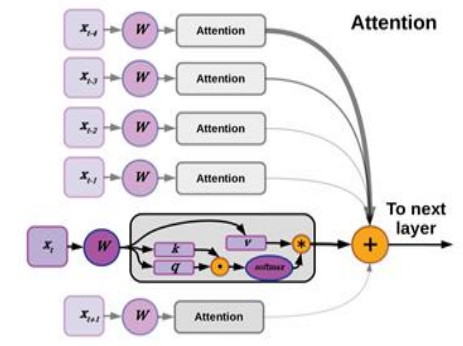 Attention
x_{t-4} W Attention
x_{t-3} W Attention
x_{t-2} W Attention
x_{t-1} W Attention
To next
layer
x_t W k q v · softmax * +
x_{t+1} W Attention